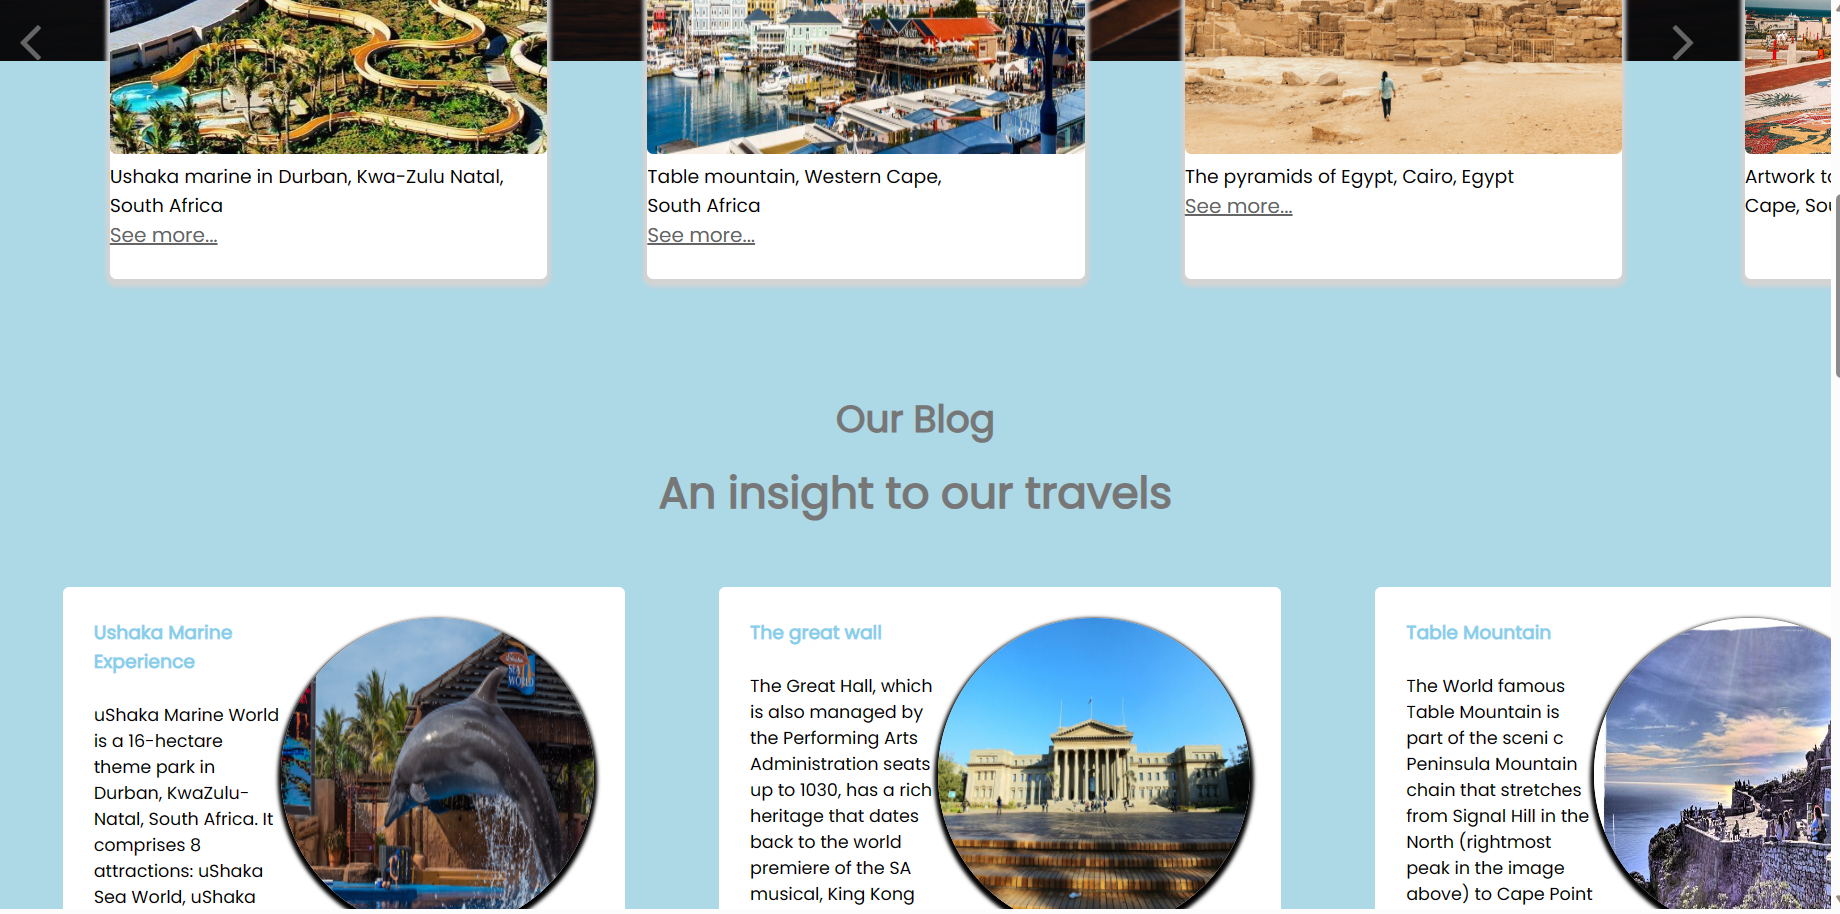 Ushaka marine in Durban, Kwa-Zulu Natal,
South Africa
See more...
Table mountain, Western Cape,
South Africa
See more...
The pyramids of Egypt, Cairo, Egypt
See more...
Artwork
Cape,
Our Blog
An insight to our travels
Ushaka Marine
Experience
uShaka Marine World
is a 16-hectare
theme park in
Durban, KwaZulu-
Natal, South Africa. It
comprises 8
attractions: uShaka
Sea World, uShaka
SEA
WORLD
The great wall
The Great Hall, which
is also managed by
the Performing Arts
Administration seats
up to 1030, has a rich
heritage that dates
back to the world
premiere of the SA
musical, King Kong
Table Mountain
The World famous
Table Mountain is
part of the sceni c
Peninsula Mountain
chain that stretches
from Signal Hill in the
North (rightmost
peak in the image
above) to Cape Point